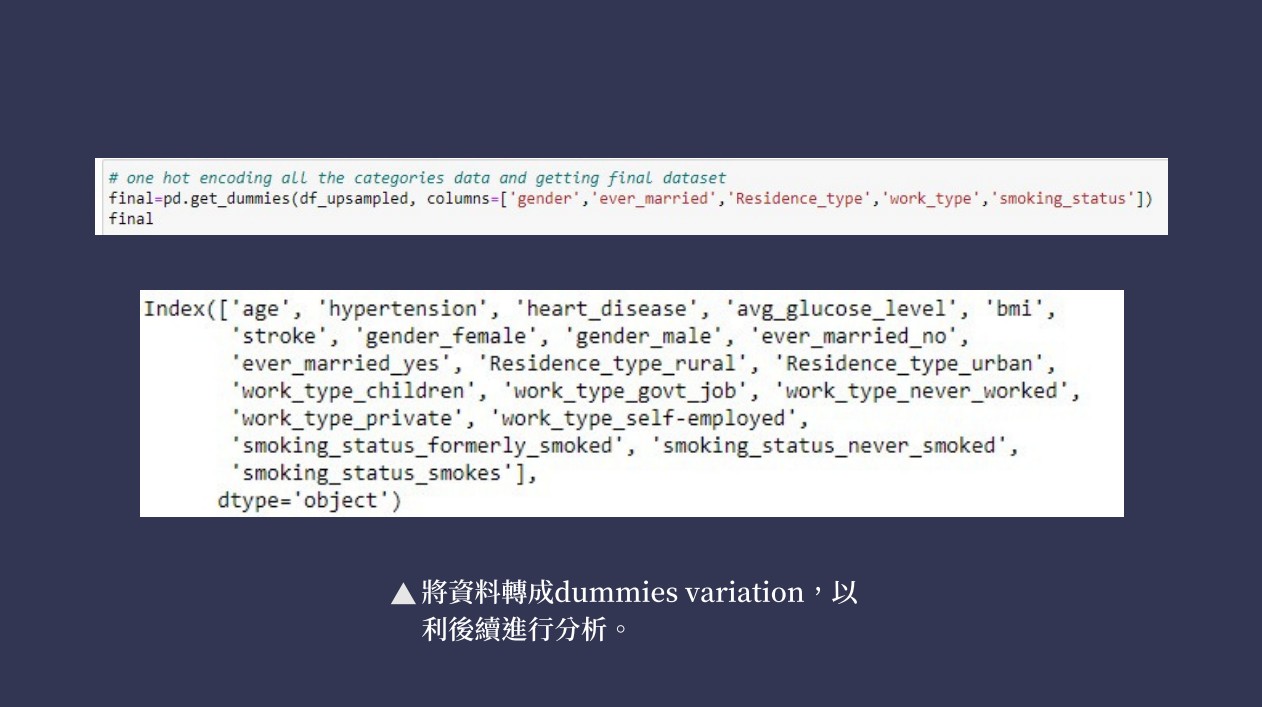 # one hot encoding all the categories data and getting final dataset
final=pd.get_dummies(df_upsampled, columns=['gender','ever_married','Residence_type','work_type','smoking_status'])
final
Index(['age', 'hypertension', 'heart_disease', 'avg_glucose_level', 'bmi',
'stroke', 'gender_female', 'gender_male', 'ever_married_no',
'ever_married_yes', 'Residence_type_rural', 'Residence_type_urban',
'work_type_children', 'work_type_govt_job', 'work_type_never_worked',
'work_type_private', 'work_type_self-employed',
'smoking_status_formerly_smoked', 'smoking_status_never_smoked',
'smoking_status_smokes'],
dtype='object')
▲ 將資料轉成dummies variation，以
利後續進行分析。